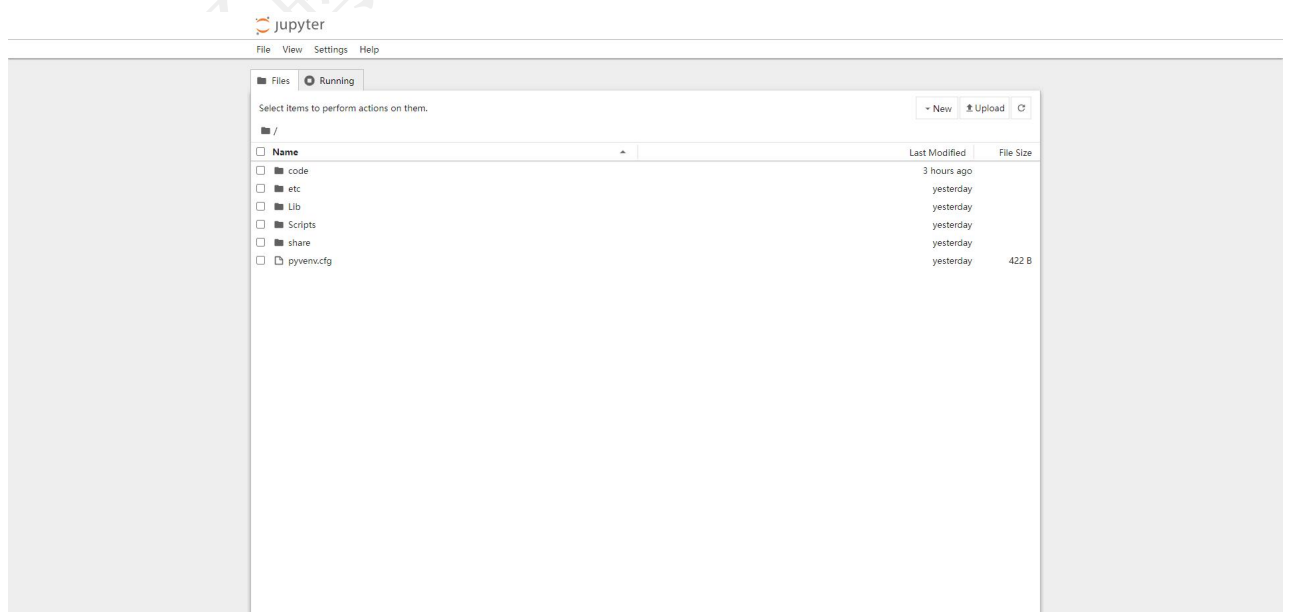 jupyter
File View Settings Help
Files Running
Select items to perform actions on them. New Upload
/
Name Last Modified File Size
code 3 hours ago
etc yesterday
Lib yesterday
Scripts yesterday
share yesterday
pyvenv.cfg yesterday 422 B